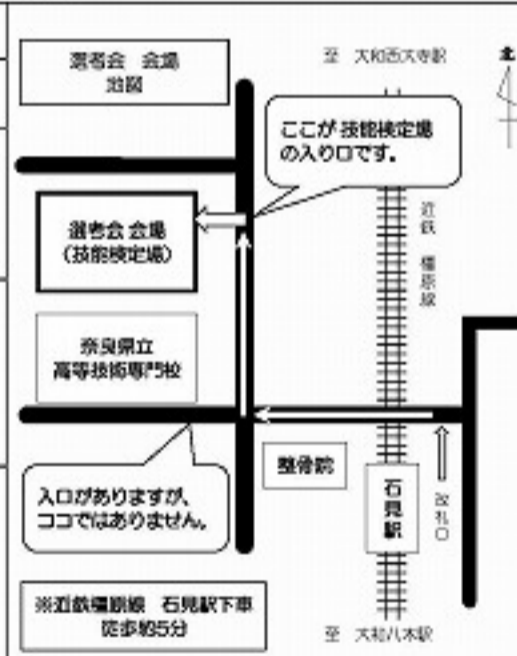 選考会 会場
地図
至 大和西大寺駅
北
ここが 技能検定場
の入り口です。
選考会 会場
(技能検定場)
近鉄 橿原線
奈良県立
高等技術専門校
整骨院
石見駅
改札口
入口がありますが、
ココではありません。
※近鉄橿原線 石見駅下車
徒歩約5分
至 大和八木駅